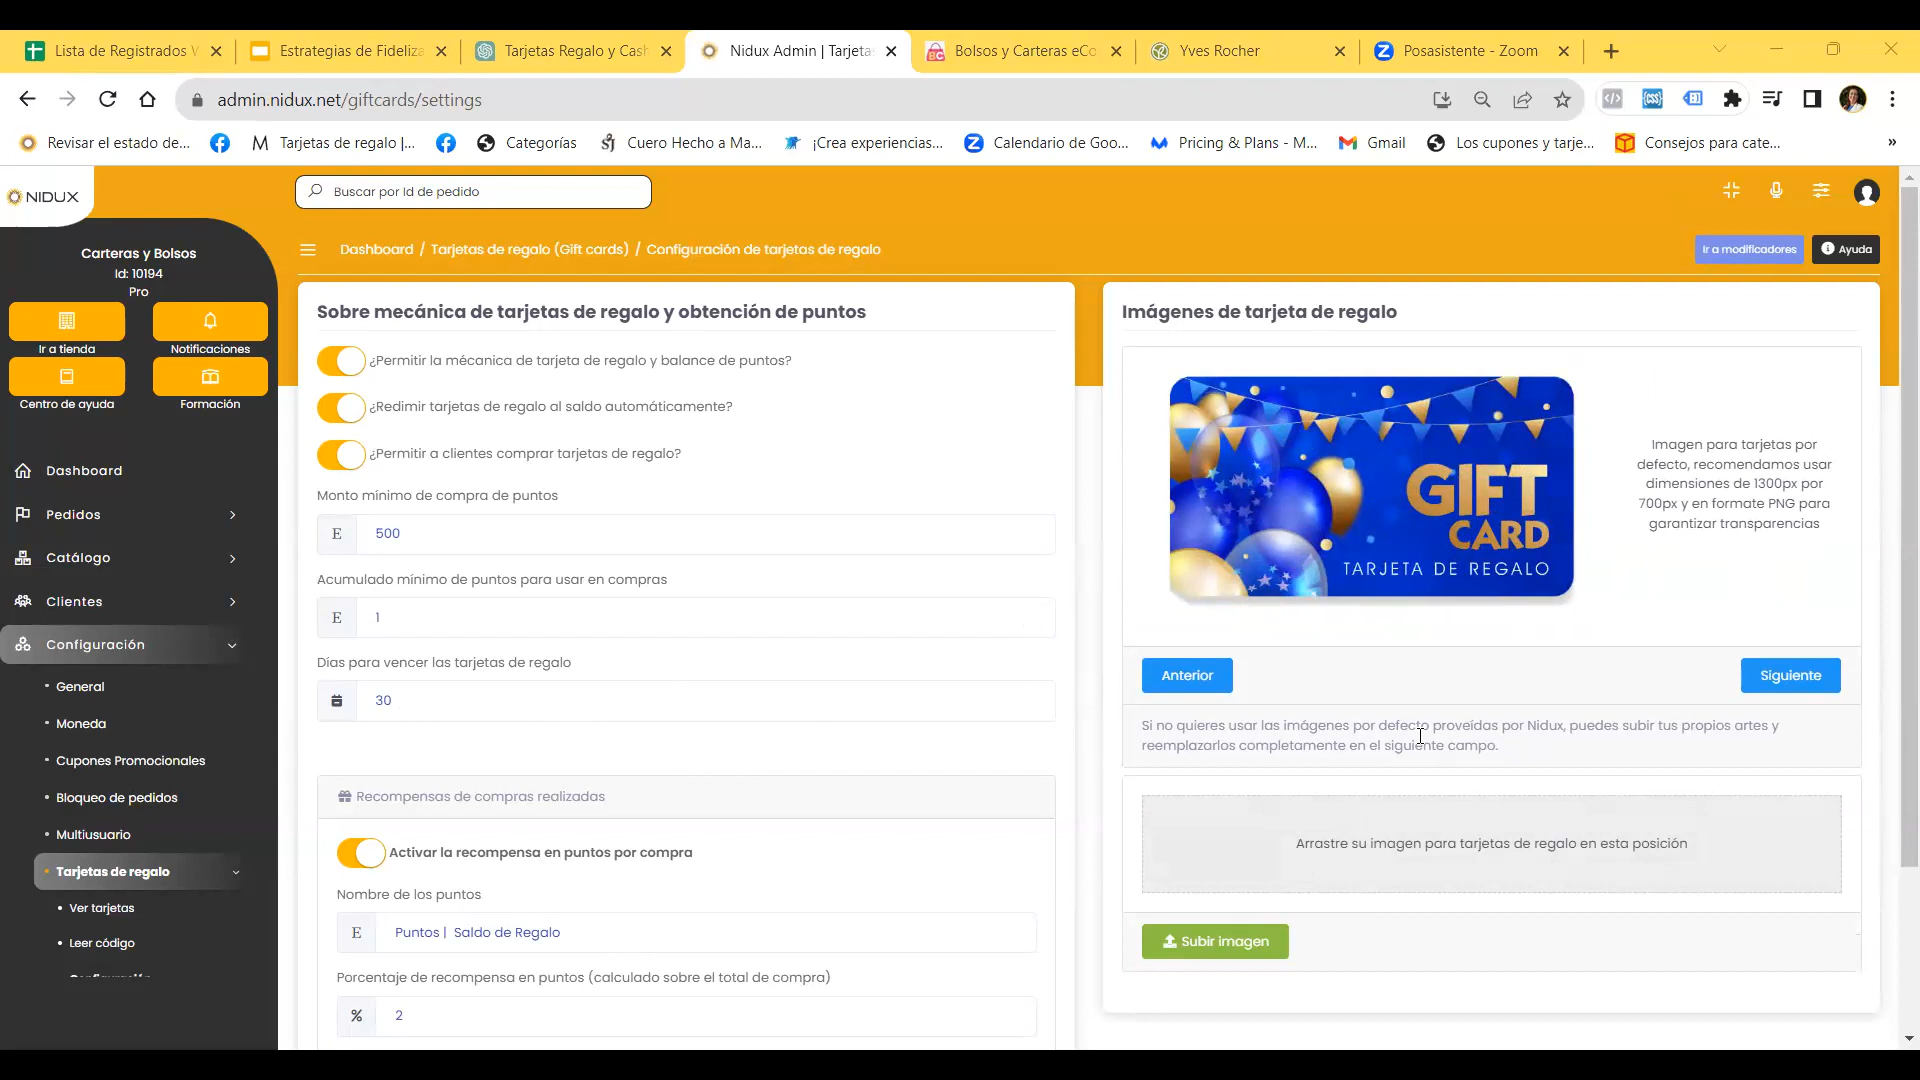 Lista de Registrados V
Estrategias de Fideliza
Tarjetas Regalo y Cash
Nidux Admin | Tarjeta
Bolsos y Carteras eCo
Yves Rocher
Posasistente - Zoom
admin.nidux.net/giftcards/settings
Revisar el estado de...
Tarjetas de regalo |...
Categorías
Cuero Hecho a Ma...
¡Crea experiencias...
Calendario de Goo...
Pricing & Plans - M...
Gmail
Los cupones y tarje...
Consejos para cate...
NIDUX
Buscar por Id de pedido
Carteras y Bolsos
Id: 10194
Pro
Ir a tienda
Notificaciones
Centro de ayuda
Formación
Dashboard
Pedidos
Catálogo
Clientes
Configuración
General
Moneda
Cupones Promocionales
Bloqueo de pedidos
Multiusuario
Tarjetas de regalo
Ver tarjetas
Leer código
Configuración
Dashboard / Tarjetas de regalo (Gift cards) / Configuración de tarjetas de regalo
Ir a modificadores
Ayuda
Sobre mecánica de tarjetas de regalo y obtención de puntos
¿Permitir la mécanica de tarjeta de regalo y balance de puntos?
¿Redimir tarjetas de regalo al saldo automáticamente?
¿Permitir a clientes comprar tarjetas de regalo?
Monto mínimo de compra de puntos
E 500
Acumulado mínimo de puntos para usar en compras
E 1
Días para vencer las tarjetas de regalo
30
Recompensas de compras realizadas
Activar la recompensa en puntos por compra
Nombre de los puntos
E Puntos | Saldo de Regalo
Porcentaje de recompensa en puntos (calculado sobre el total de compra)
% 2
Imágenes de tarjeta de regalo
GIFT
CARD
TARJETA DE REGALO
Imagen para tarjetas por
defecto, recomendamos usar
dimensiones de 1300px por
700px y en formate PNG para
garantizar transparencias
Anterior
Siguiente
Si no quieres usar las imágenes por defecto proveídas por Nidux, puedes subir tus propios artes y
reemplazarlos completamente en el siguiente campo.
Arrastre su imagen para tarjetas de regalo en esta posición
Subir imagen